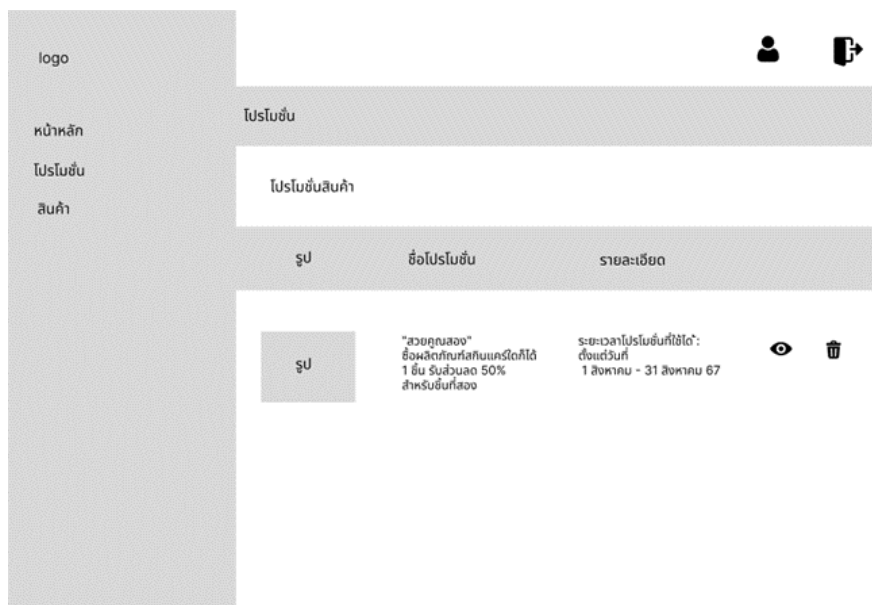 logo
หน้าหลัก
โปรโมชั่น
สินค้า
โปรโมชั่น
โปรโมชั่นสินค้า
รูป ชื่อโปรโมชั่น รายละเอียด
รูป
"สวยคูณสอง"
ซื้อผลิตภัณฑ์สกินแคร์ใดก็ได้
1 ชิ้น รับส่วนลด 50%
สำหรับชิ้นที่สอง
ระยะเวลาโปรโมชั่นที่ใช้ได้ :
ตั้งแต่วันที่
1 สิงหาคม - 31 สิงหาคม 67